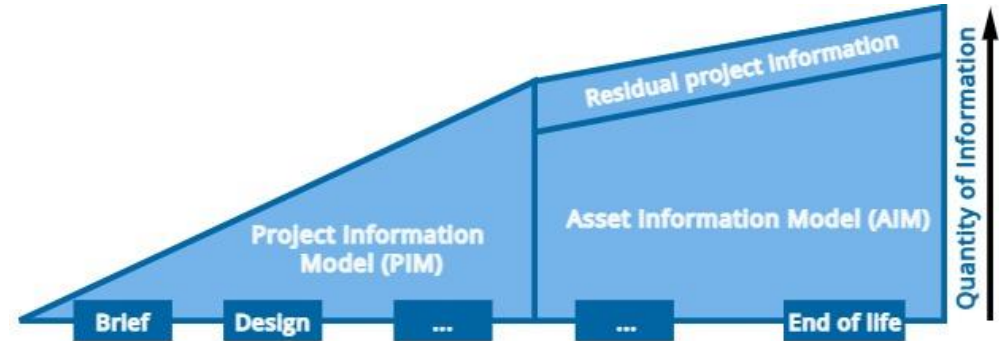 Residual project information
Quantity of Information
Project Information
Model (PIM)
Asset Information Model (AIM)
Brief
Design
...
...
End of life